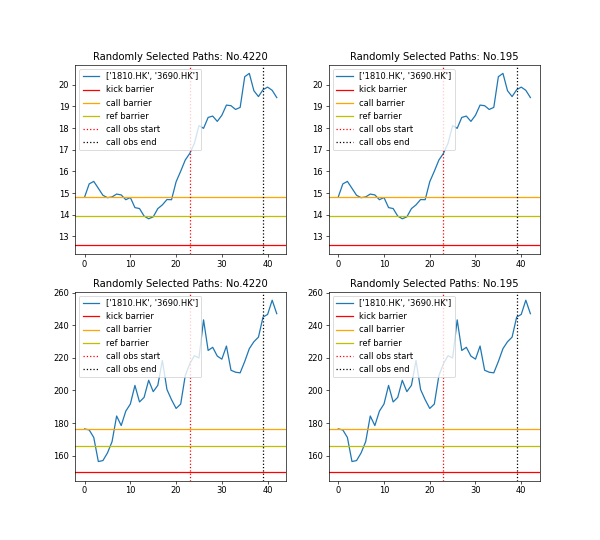 Randomly Selected Paths: No.4220
['1810.HK', '3690.HK']
kick barrier
call barrier
ref barrier
call obs start
call obs end
20
19
18
17
16
15
14
13
0 10 20 30 40
Randomly Selected Paths: No.195
['1810.HK', '3690.HK']
kick barrier
call barrier
ref barrier
call obs start
call obs end
20
19
18
17
16
15
14
13
0 10 20 30 40
Randomly Selected Paths: No.4220
['1810.HK', '3690.HK']
kick barrier
call barrier
ref barrier
call obs start
call obs end
260
240
220
200
180
160
0 10 20 30 40
Randomly Selected Paths: No.195
['1810.HK', '3690.HK']
kick barrier
call barrier
ref barrier
call obs start
call obs end
260
240
220
200
180
160
0 10 20 30 40